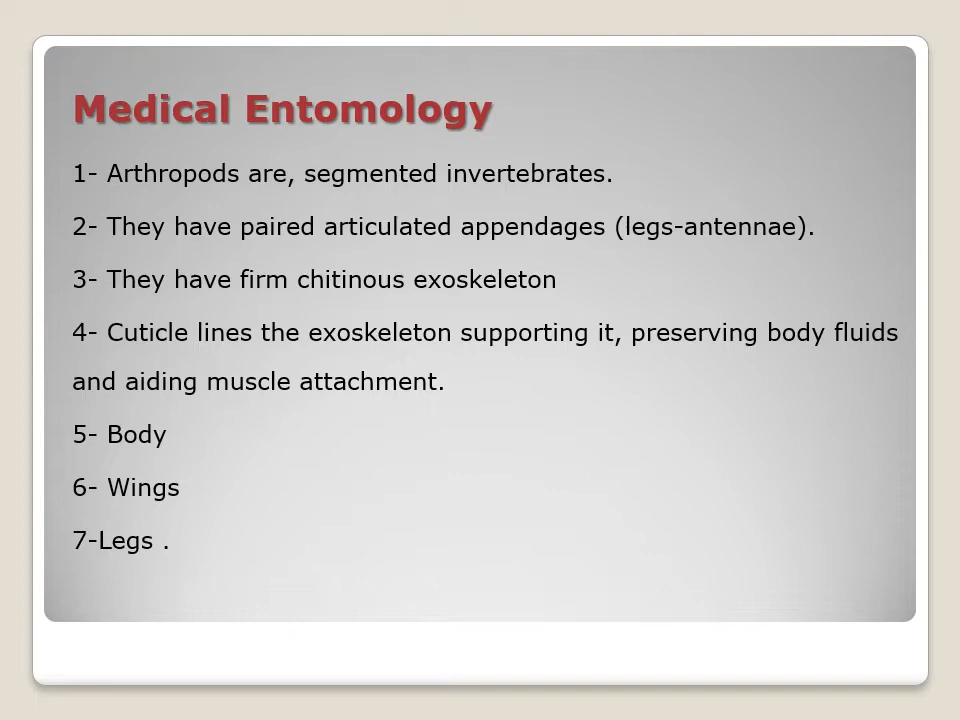 Medical Entomology
1- Arthropods are, segmented invertebrates.
2- They have paired articulated appendages (legs-antennae).
3- They have firm chitinous exoskeleton
4- Cuticle lines the exoskeleton supporting it, preserving body fluids
and aiding muscle attachment.
5- Body
6- Wings
7-Legs .